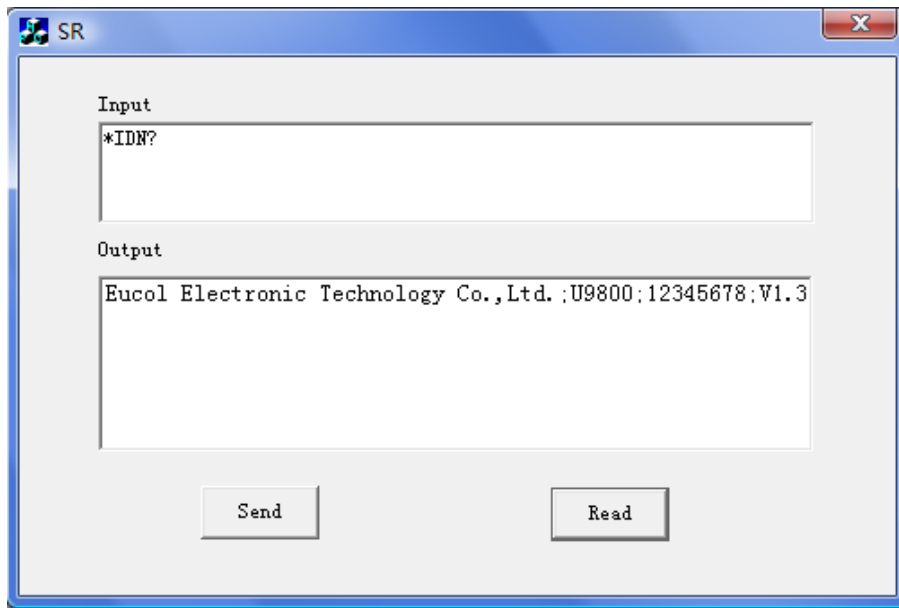 SR
Input
*IDN?
Output
Eucol Electronic Technology Co.,Ltd.;U9800;12345678;V1.3
Send
Read